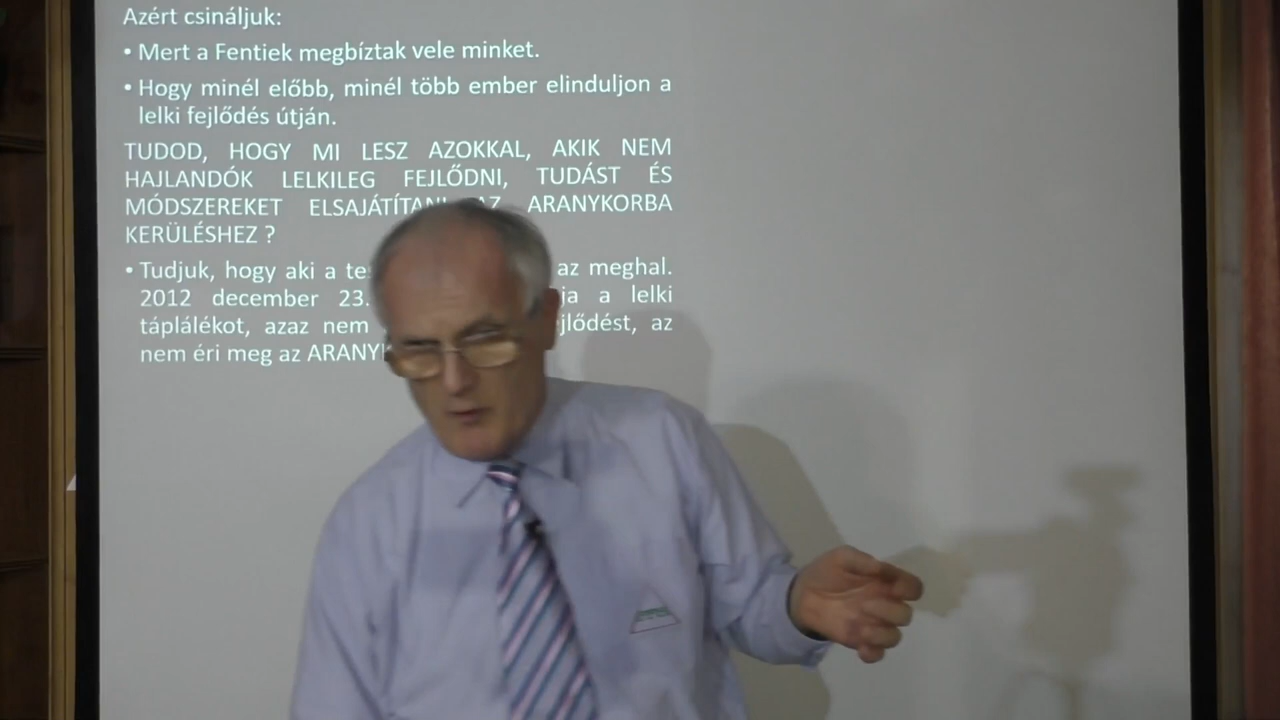 Azért csináljuk:
• Mert a Fentiek megbíztak vele minket.
• Hogy minél előbb, minél több ember elinduljon a
lelki fejlődés útján.
TUDOD, HOGY MI LESZ AZOKKAL, AKIK NEM
HAJLANDÓK LELKILEG FEJLŐDNI, TUDÁST ÉS
MÓDSZEREKET ELSAJÁTÍTANI AZ ARANYKORBA
KERÜLÉSHEZ ?
• Tudjuk, hogy aki a az meghal.
2012 december 23. a lelki
táplálékot, azaz nem az
nem éri meg az